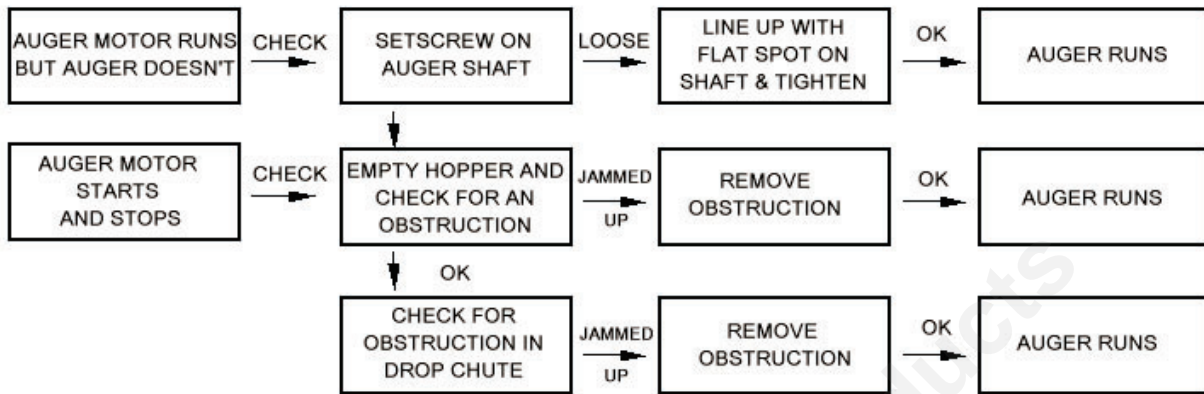 AUGER MOTOR RUNS
BUT AUGER DOESN'T
CHECK
SETSCREW ON
AUGER SHAFT
LOOSE
LINE UP WITH
FLAT SPOT ON
SHAFT & TIGHTEN
OK
AUGER RUNS
AUGER MOTOR
STARTS
AND STOPS
CHECK
EMPTY HOPPER AND
CHECK FOR AN
OBSTRUCTION
JAMMED
UP
REMOVE
OBSTRUCTION
OK
AUGER RUNS
OK
CHECK FOR
OBSTRUCTION IN
DROP CHUTE
JAMMED
UP
REMOVE
OBSTRUCTION
OK
AUGER RUNS